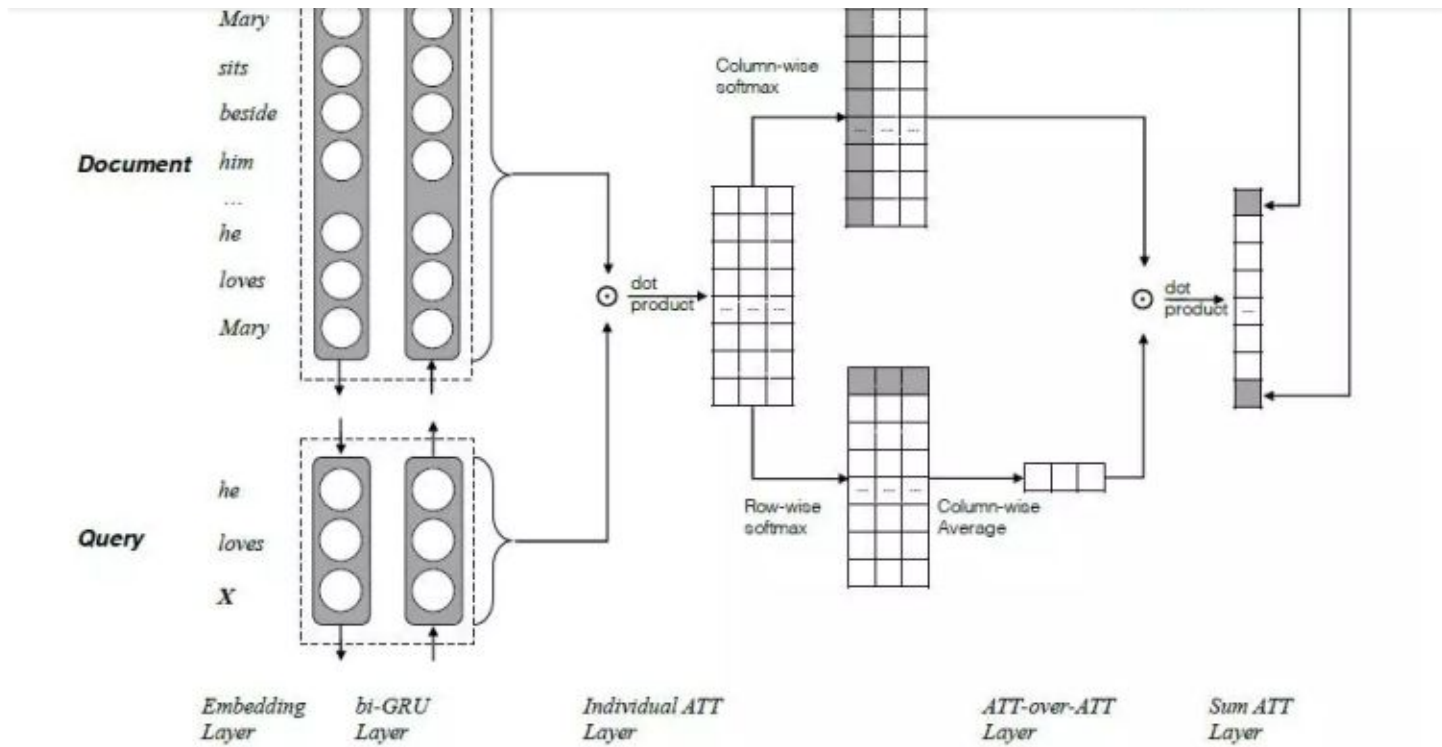 Mary
sits
beside
Document
him
...
he
loves
Mary
Column-wise
softmax
...
...
...
dot
product
...
...
...
dot
product
...
Query
he
loves
X
Row-wise
softmax
...
...
...
Column-wise
Average
Embedding
Layer
bi-GRU
Layer
Individual ATT
Layer
ATT-over-ATT
Layer
Sum ATT
Layer